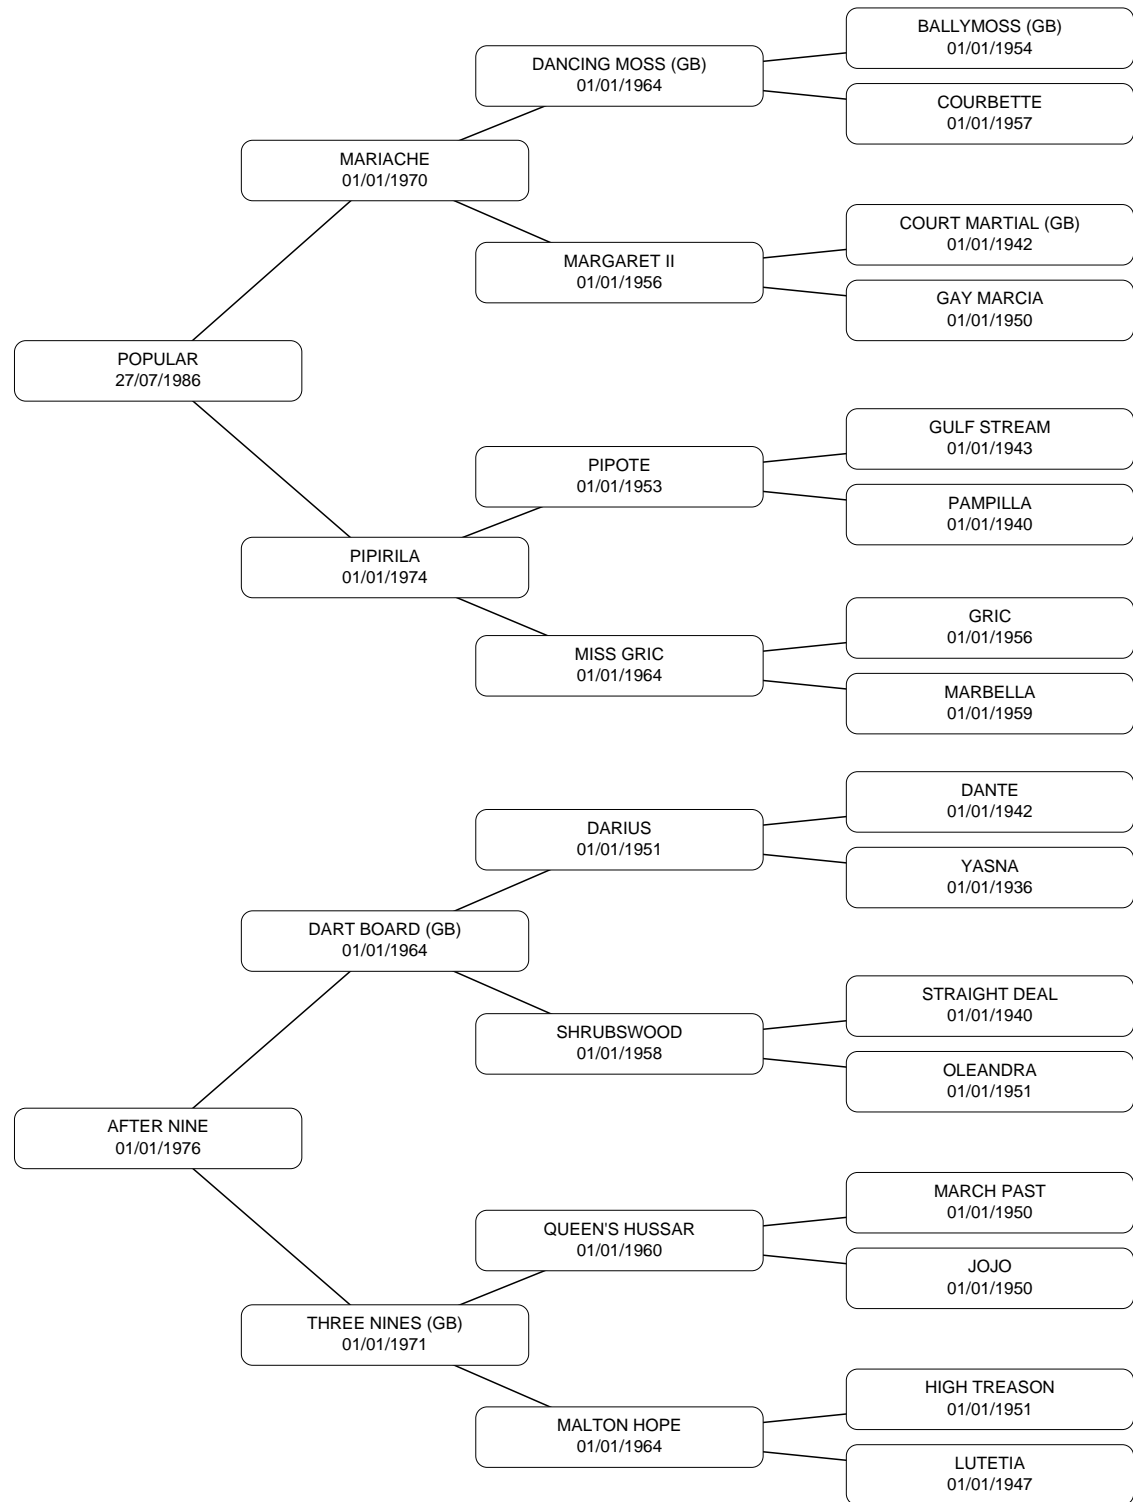 BALLYMOSS (GB)
01/01/1954
DANCING MOSS (GB)
01/01/1964
COURBETTE
01/01/1957
MARIACHE
01/01/1970
COURT MARTIAL (GB)
01/01/1942
MARGARET II
01/01/1956
GAY MARCIA
01/01/1950
POPULAR
27/07/1986
GULF STREAM
01/01/1943
PIPOTE
01/01/1953
PAMPILLA
01/01/1940
PIPIRILA
01/01/1974
GRIC
01/01/1956
MISS GRIC
01/01/1964
MARBELLA
01/01/1959
DANTE
01/01/1942
DARIUS
01/01/1951
YASNA
01/01/1936
DART BOARD (GB)
01/01/1964
STRAIGHT DEAL
01/01/1940
SHRUBSWOOD
01/01/1958
OLEANDRA
01/01/1951
AFTER NINE
01/01/1976
MARCH PAST
01/01/1950
QUEEN'S HUSSAR
01/01/1960
JOJO
01/01/1950
THREE NINES (GB)
01/01/1971
HIGH TREASON
01/01/1951
MALTON HOPE
01/01/1964
LUTETIA
01/01/1947